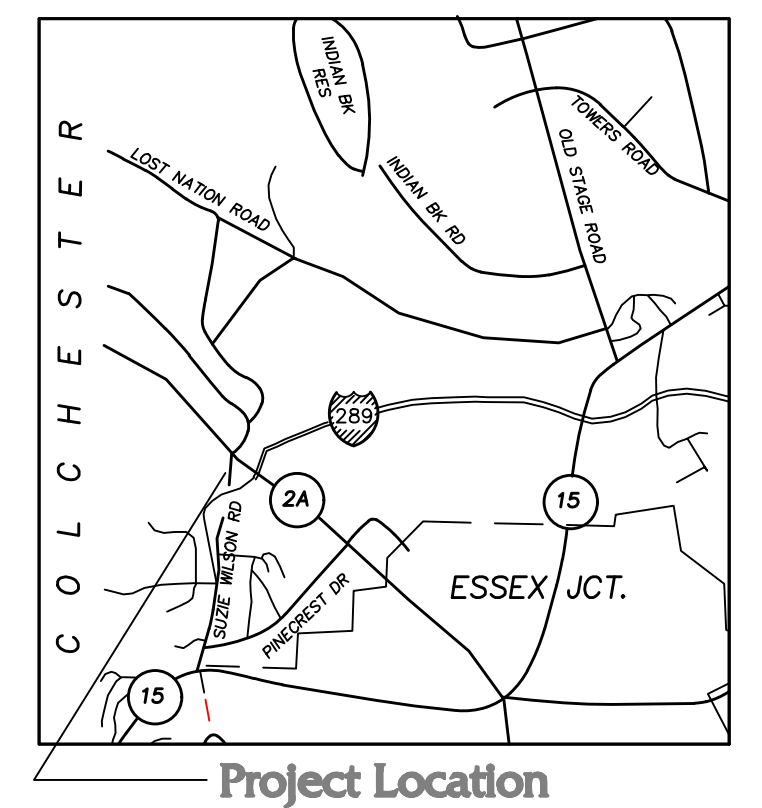 INDIAN BK
RES
TOWERS ROAD
LOST NATION ROAD
INDIAN BK RD
OLD STAGE ROAD
COLCHESTER
289
2A
15
SUZIE WILSON RD
PINECREST DR
ESSEX JCT.
15
Project Location